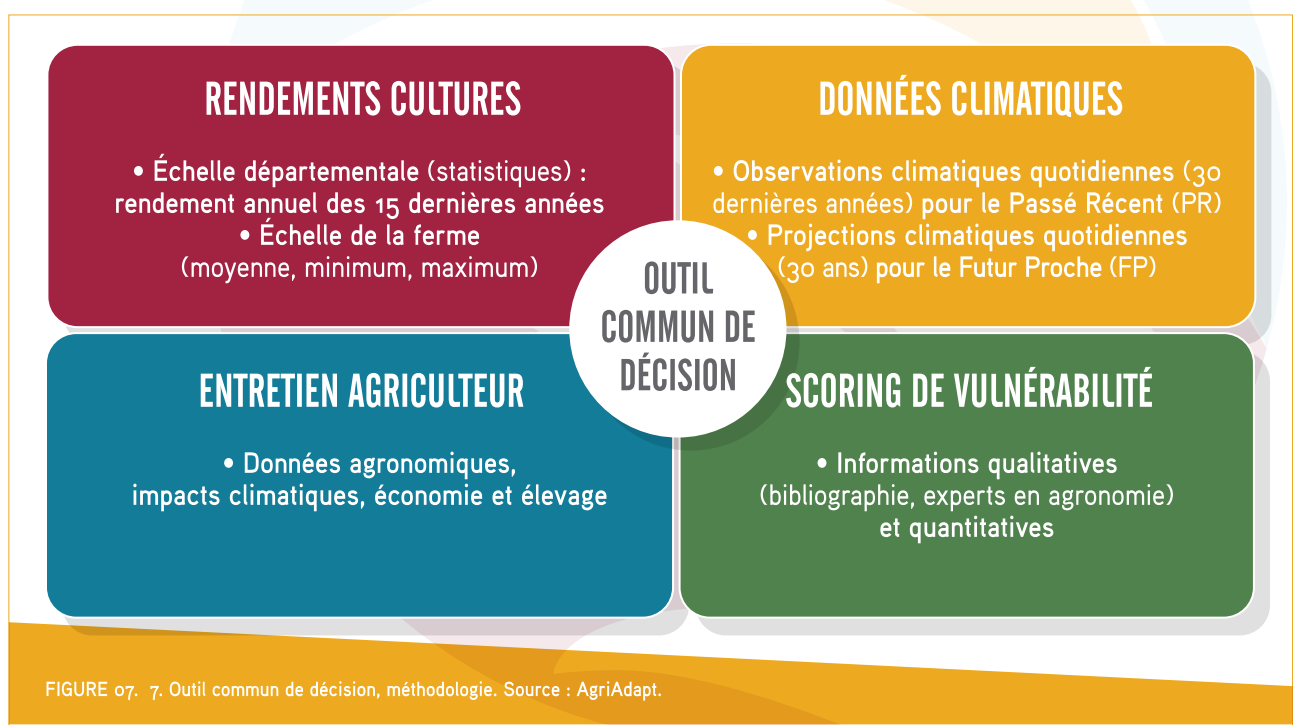 RENDEMENTS CULTURES
• Échelle départementale (statistiques) :
rendement annuel des 15 dernières années
• Échelle de la ferme
(moyenne, minimum, maximum)
DONNÉES CLIMATIQUES
• Observations climatiques quotidiennes (30
dernières années) pour le Passé Récent (PR)
• Projections climatiques quotidiennes
(30 ans) pour le Futur Proche (FP)
OUTIL
COMMUN DE
DÉCISION
ENTRETIEN AGRICULTEUR
• Données agronomiques,
impacts climatiques, économie et élevage
SCORING DE VULNÉRABILITÉ
• Informations qualitatives
(bibliographie, experts en agronomie)
et quantitatives
FIGURE 07. 7. Outil commun de décision, méthodologie. Source : AgriAdapt.